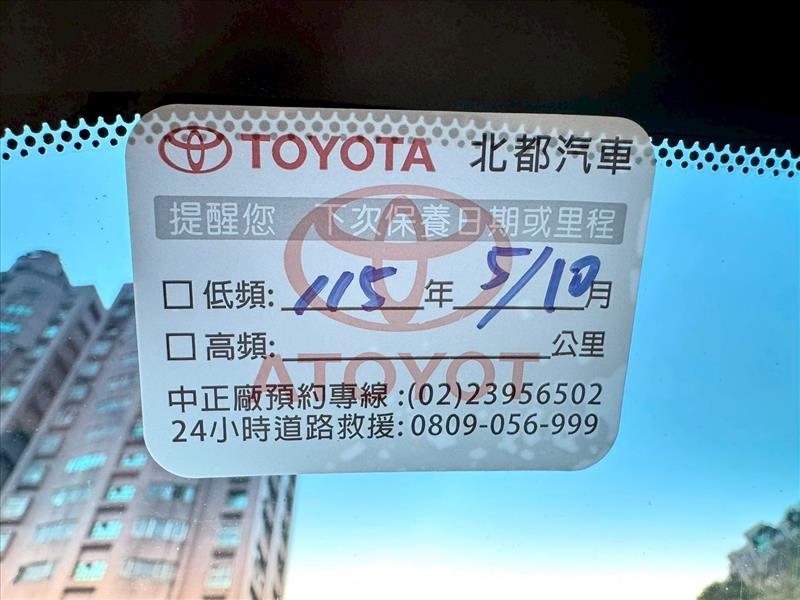 TOYOTA 北都汽車
提醒您 下次保養日期或里程
□ 低頻: 115 年 5/10 月
□ 高頻: 公里
中正廠預約專線 :(02)23956502
24小時道路救援: 0809-056-999
ATOYOT